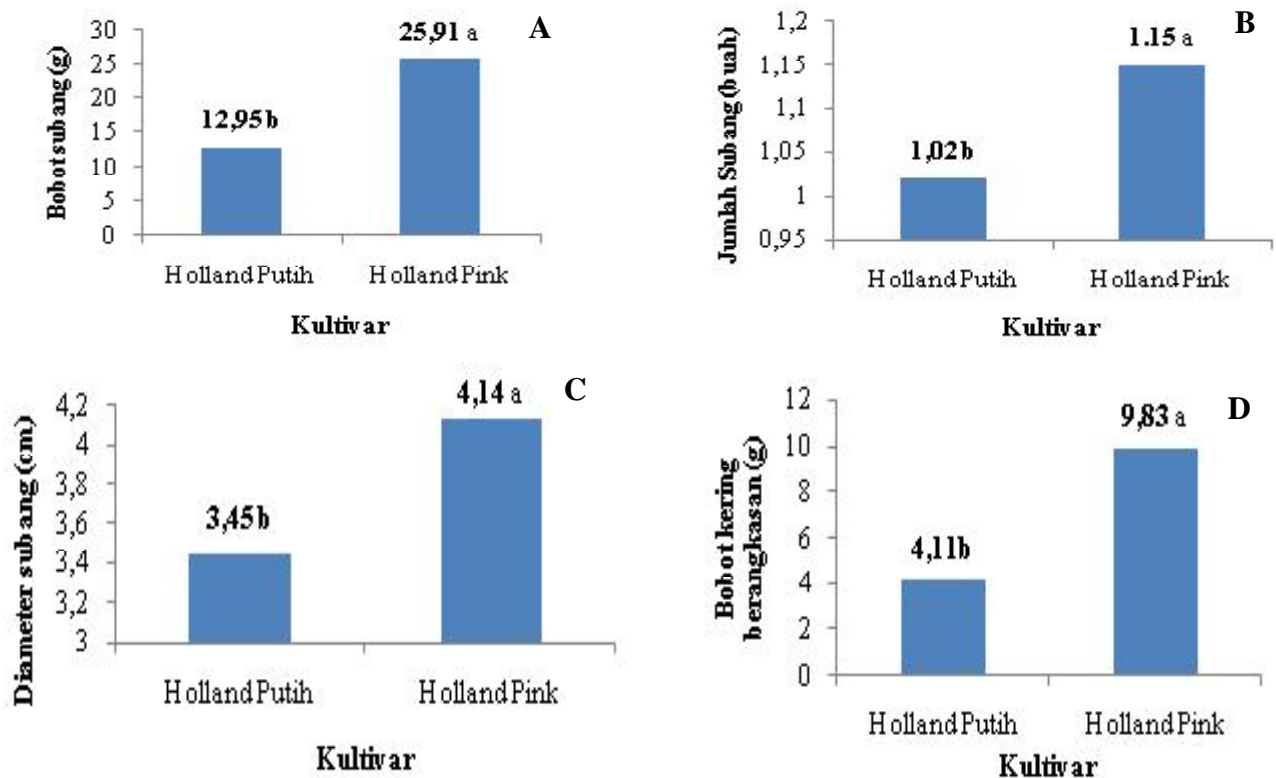 A
Bobot subang (g)
30
25
20
15
10
5
0
12,95 b
25,91 a
Holland Putih
Holland Pink
Kultivar
B
Jumlah Subang (buah)
1,2
1,15
1,1
1,05
1
0,95
1,02 b
1.15 a
Holland Putih
Holland Pink
Kultivar
C
Diameter subang (cm)
4,2
4
3,8
3,6
3,4
3,2
3
3,45 b
4,14 a
Holland Putih
Holland Pink
Kultivar
D
Bobot kering
berangkasan (g)
12
10
8
6
4
2
0
4,11 b
9,83 a
Holland Putih
Holland Pink
Kultivar